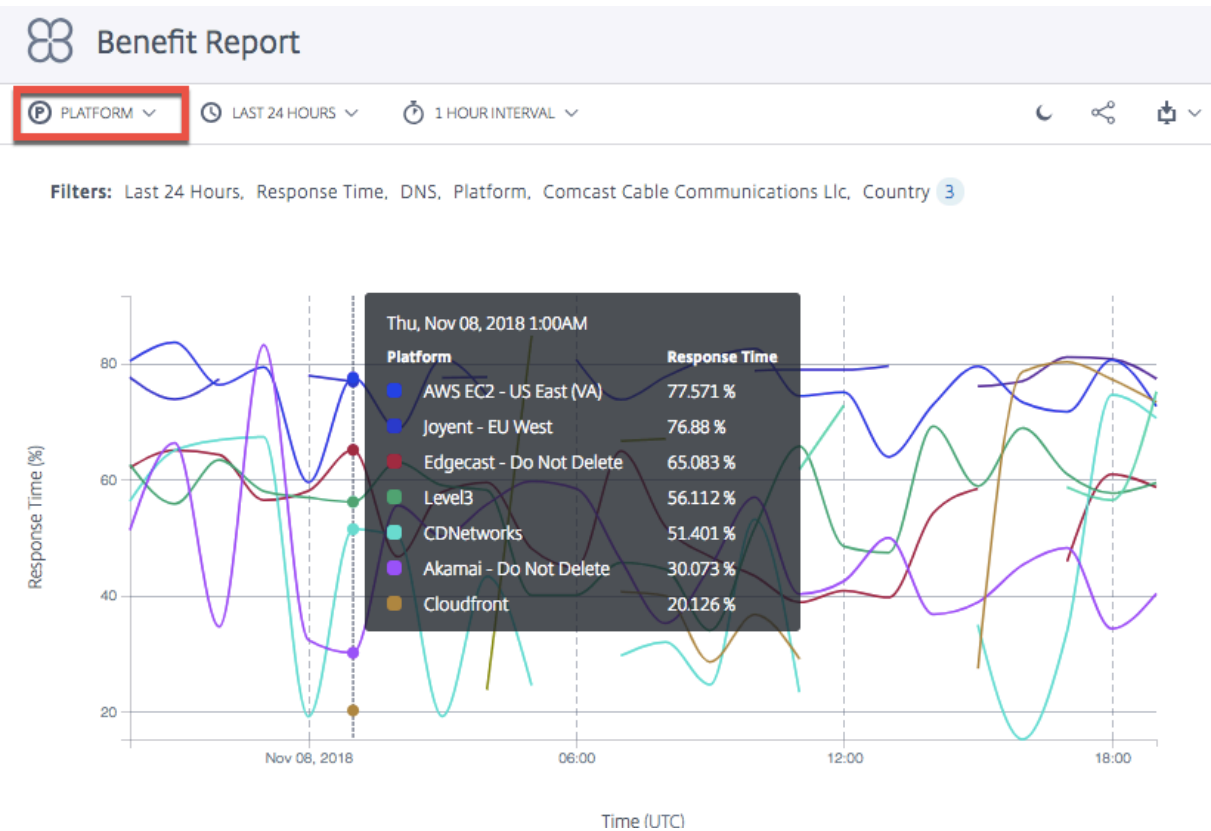 Benefit Report
P PLATFORM LAST 24 HOURS 1 HOUR INTERVAL
Filters: Last 24 Hours, Response Time, DNS, Platform, Comcast Cable Communications Llc, Country 3
Thu, Nov 08, 2018 1:00AM
Platform Response Time
AWS EC2 - US East (VA) 77.571 %
Joyent - EU West 76.88 %
Edgecast - Do Not Delete 65.083 %
Level3 56.112 %
CDNetworks 51.401 %
Akamai - Do Not Delete 30.073 %
Cloudfront 20.126 %
Response Time (%)
80
60
40
20
Nov 08, 2018 06:00 12:00 18:00
Time (UTC)